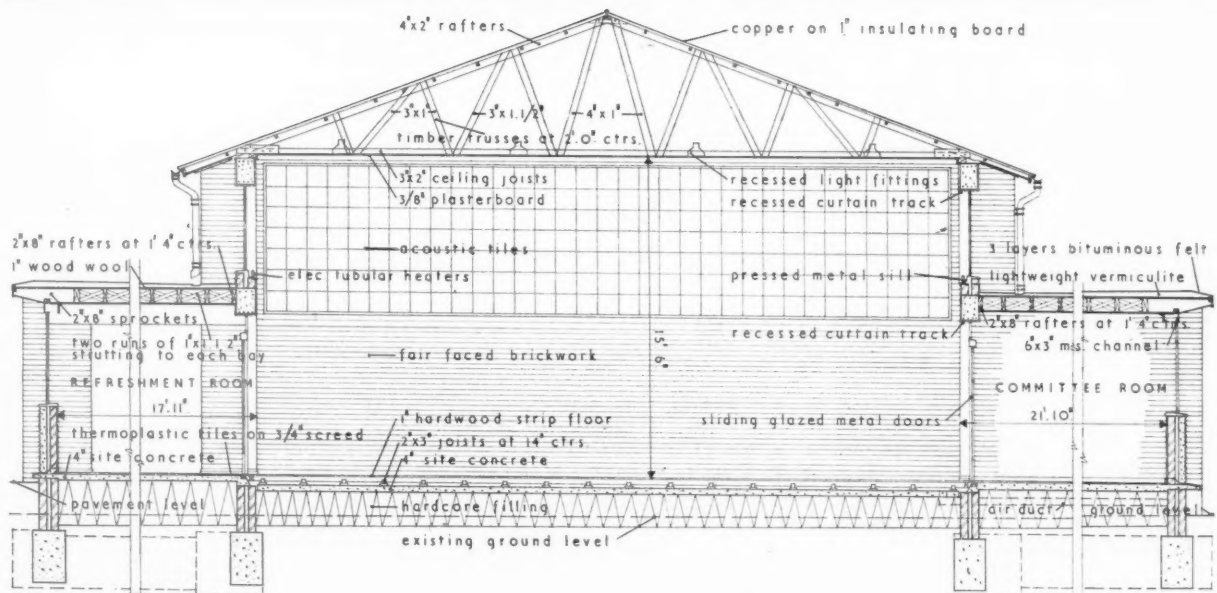 4"x2" rafters
copper on 1" insulating board
3"x1"
3"x1.1/2"
4"x1"
timber trusses at 2'.0" ctrs.
3"x2" ceiling joists
3/8" plasterboard
recessed light fittings
recessed curtain track
2"x8" rafters at 1' 4" ctrs.
1" wood wool
acoustic tiles
elec tubular heaters
pressed metal sill
3 layers bituminous felt
lightweight vermiculite
2"x8" sprockets
two runs of 1"x1 1/2"
strutting to each bay
recessed curtain track
2"x8" rafters at 1' 4" ctrs.
6"x3" m.s. channel
15' 6"
fair faced brickwork
REFRESHMENT ROOM
17'.11"
COMMITTEE ROOM
21'.10"
1" hardwood strip floor
sliding glazed metal doors
thermoplastic tiles on 3/4" screed
2"x3" joists at 14" ctrs.
4" site concrete
4" site concrete
pavement level
hardcore filling
air duct
ground level
existing ground level